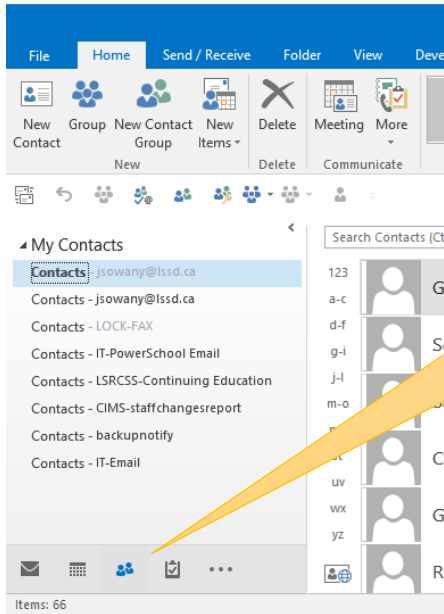 File Home Send / Receive Folder View Deve
New Contact
Group
New Contact Group
New Items
Delete
Meeting
More
New Delete Communicate
My Contacts
Search Contacts (Ct
Contacts - jsowany@lssd.ca
Contacts - jsowany@lssd.ca
Contacts - LOCK-FAX
Contacts - IT-PowerSchool Email
Contacts - LSRCSS-Continuing Education
Contacts - CIMS-staffchangesreport
Contacts - backupnotify
Contacts - IT-Email
123
a-c
d-f
g-i
j-l
m-o
uv
wx
yz
G
C
G
R
Items: 66